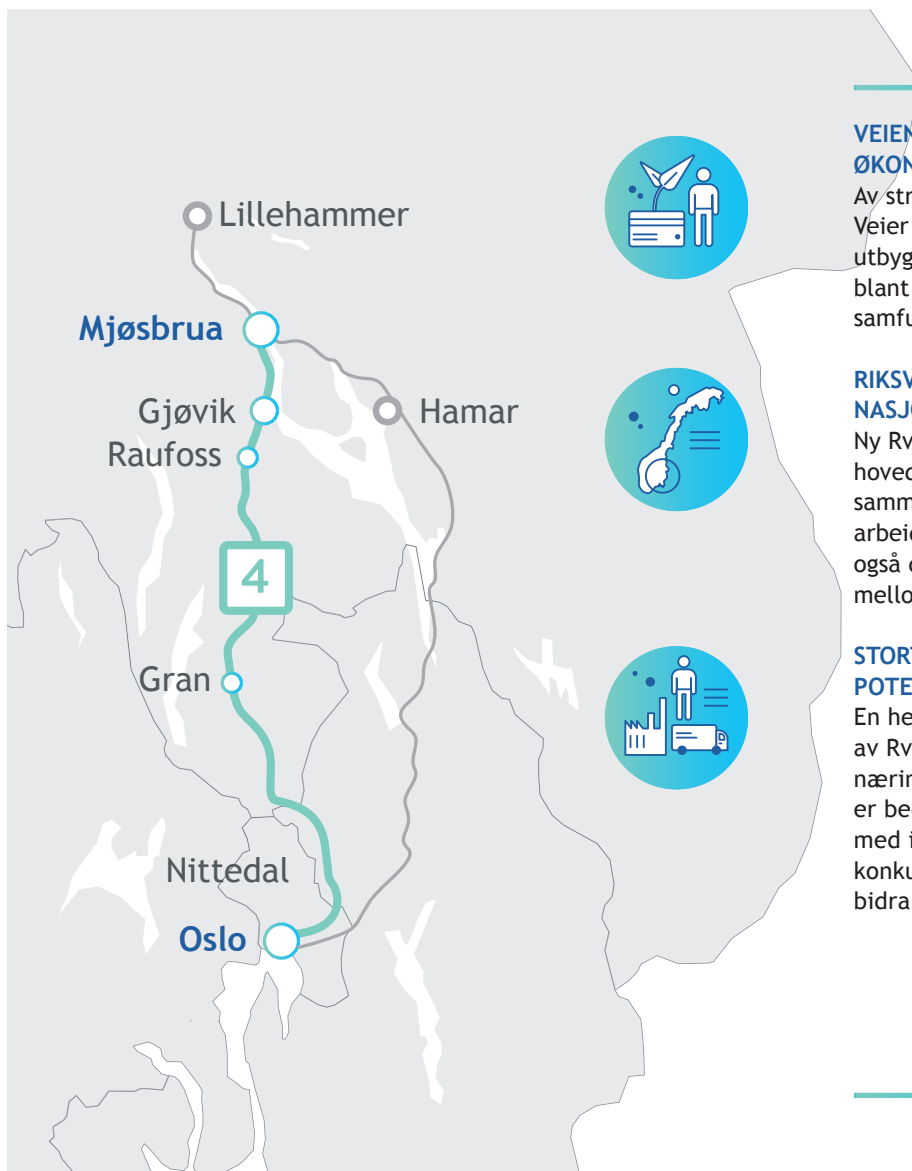 Lillehammer
Mjøsbrua
Gjøvik
Hamar
Raufoss
4
Gran
Nittedal
Oslo
VEIEN
ØKON
Av str
Veier
utbyg
blant
samfu
RIKSV
NASJO
Ny Rv
hoved
samm
arbeid
også
mello
STORT
POTE
En he
av Rv
nærin
er be
med i
konku
bidra